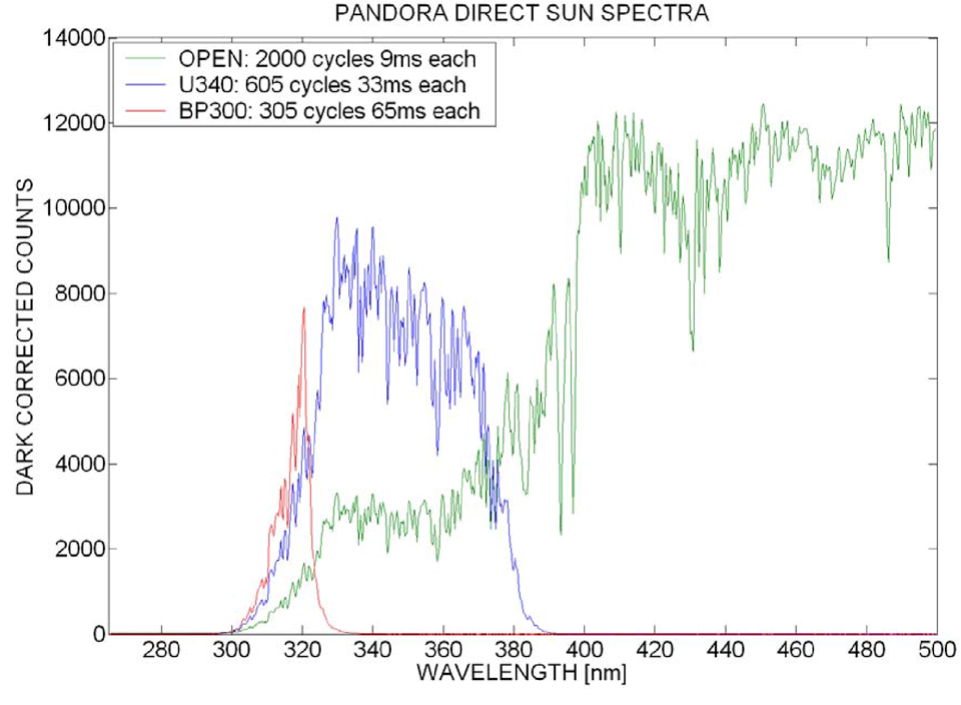 PANDORA DIRECT SUN SPECTRA
14000
12000
10000
8000
6000
4000
2000
0
DARK CORRECTED COUNTS
OPEN: 2000 cycles 9ms each
U340: 605 cycles 33ms each
BP300: 305 cycles 65ms each
280 300 320 340 360 380 400 420 440 460 480 500
WAVELENGTH [nm]